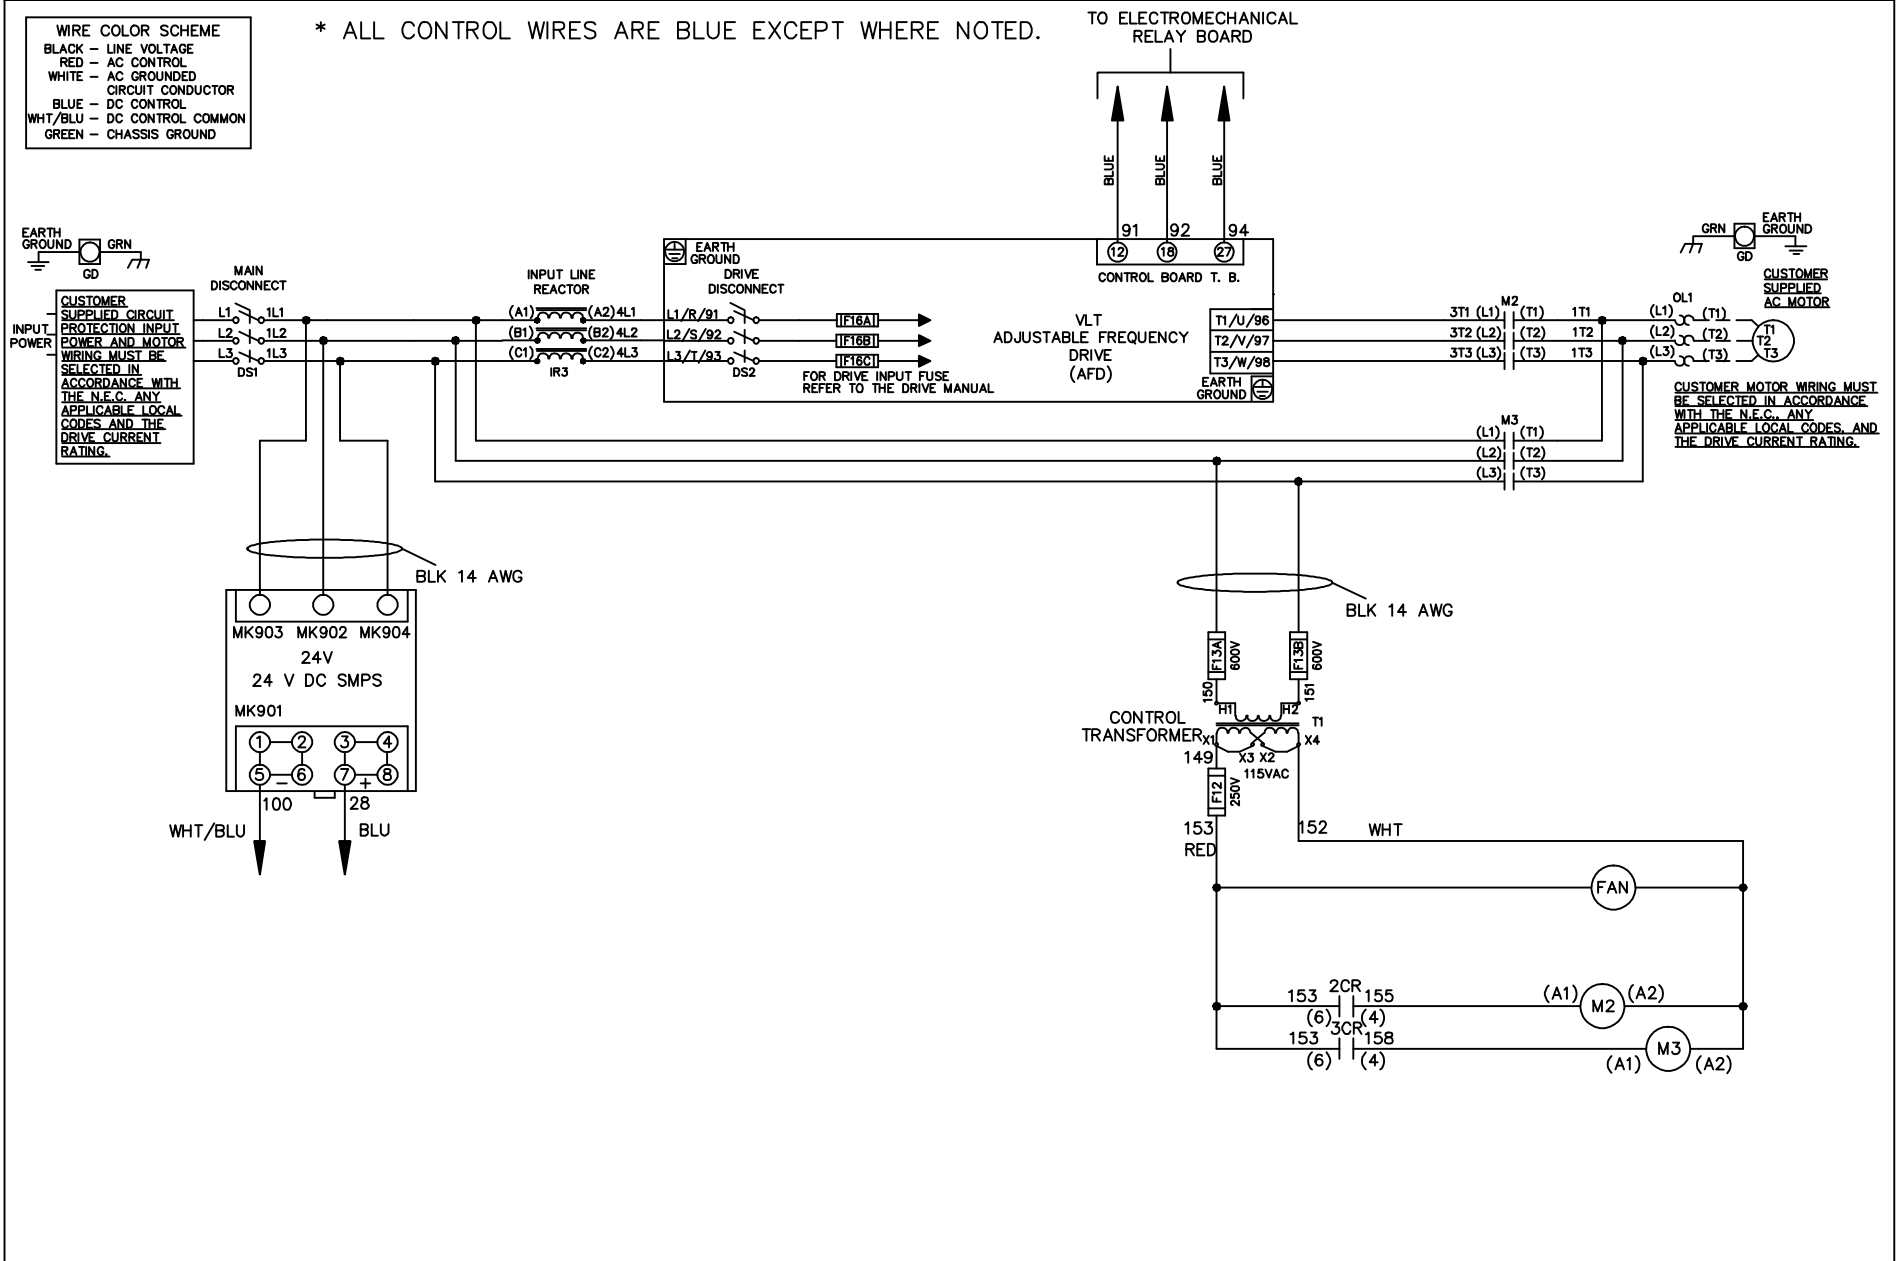 WIRE COLOR SCHEME
BLACK – LINE VOLTAGE
RED – AC CONTROL
WHITE – AC GROUNDED
CIRCUIT CONDUCTOR
BLUE – DC CONTROL
WHT/BLU – DC CONTROL COMMON
GREEN – CHASSIS GROUND
* ALL CONTROL WIRES ARE BLUE EXCEPT WHERE NOTED.
TO ELECTROMECHANICAL
RELAY BOARD
BLUE
BLUE
BLUE
91 92 94
12 18 27
CONTROL BOARD T. B.
EARTH
GROUND
GRN
GD
INPUT
POWER
CUSTOMER
SUPPLIED CIRCUIT
PROTECTION INPUT
POWER AND MOTOR
WIRING MUST BE
SELECTED IN
ACCORDANCE WITH
THE N.E.C. ANY
APPLICABLE LOCAL
CODES AND THE
DRIVE CURRENT
RATING.
MAIN
DISCONNECT
L1 1L1
L2 1L2
L3 1L3
DS1
INPUT LINE
REACTOR
(A1) (A2) 4L1
(B1) (B2) 4L2
(C1) (C2) 4L3
IR3
EARTH
GROUND
DRIVE
DISCONNECT
L1/R/91
L2/S/92
L3/T/93
DS2
F16A
F16B
F16C
FOR DRIVE INPUT FUSE
REFER TO THE DRIVE MANUAL
VLT
ADJUSTABLE FREQUENCY
DRIVE
(AFD)
T1/U/96
T2/V/97
T3/W/98
EARTH
GROUND
M2
3T1 (L1) (T1) 1T1
3T2 (L2) (T2) 1T2
3T3 (L3) (T3) 1T3
M3
(L1) (T1)
(L2) (T2)
(L3) (T3)
OL1
(L1) (T1)
(L2) (T2)
(L3) (T3)
T1
T2
T3
GRN
GD
EARTH
GROUND
CUSTOMER
SUPPLIED
AC MOTOR
CUSTOMER MOTOR WIRING MUST
BE SELECTED IN ACCORDANCE
WITH THE N.E.C., ANY
APPLICABLE LOCAL CODES, AND
THE DRIVE CURRENT RATING.
BLK 14 AWG
MK903 MK902 MK904
24V
24 V DC SMPS
MK901
1 2 3 4
5 6 7 8
– +
100 28
WHT/BLU BLU
BLK 14 AWG
F13A
600V
F13B
600V
150
151
H1 H2
T1
CONTROL
TRANSFORMER
X1 X4
X3 X2
149
115VAC
F12
250V
153
RED
152 WHT
FAN
2CR
153 155
(6) (4)
(A1) M2 (A2)
3CR
153 158
(6) (4)
M3
(A1) (A2)